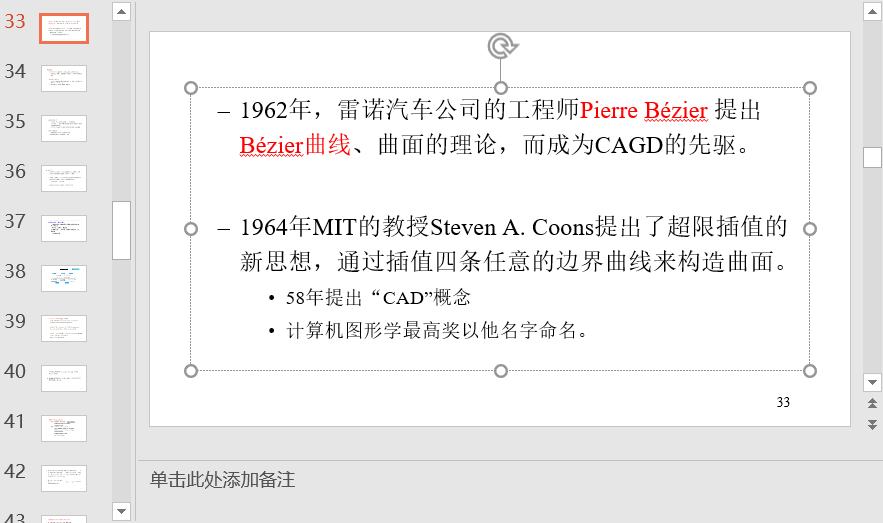 33
34
35
36
37
38
39
40
41
42
43
– 1962年，雷诺汽车公司的工程师Pierre Bézier 提出
Bézier曲线、曲面的理论，而成为CAGD的先驱。
– 1964年MIT的教授Steven A. Coons提出了超限插值的
新思想，通过插值四条任意的边界曲线来构造曲面。
• 58年提出“CAD”概念
• 计算机图形学最高奖以他名字命名。
33
单击此处添加备注